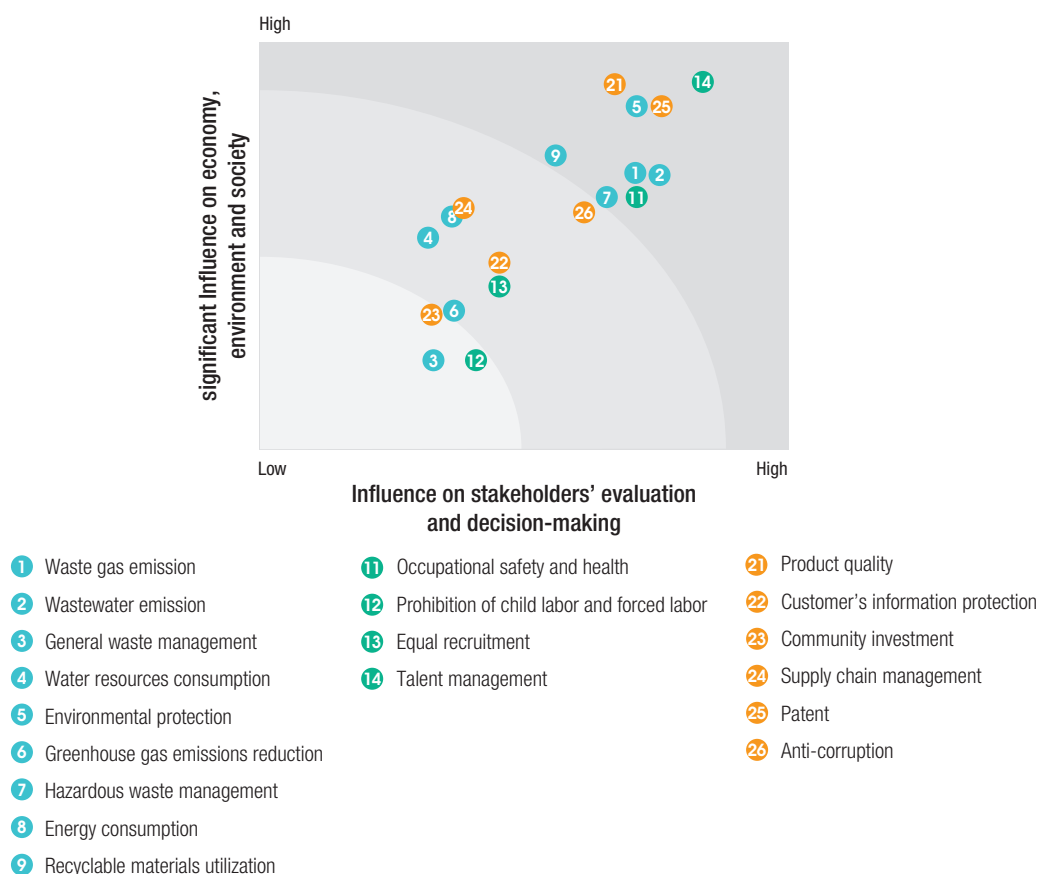 High
significant Influence on economy,
environment and society
21
14
5
25
9
1
2
7
11
26
24
8
4
22
13
6
23
3
12
Low
High
Influence on stakeholders’ evaluation
and decision-making
1 Waste gas emission
2 Wastewater emission
3 General waste management
4 Water resources consumption
5 Environmental protection
6 Greenhouse gas emissions reduction
7 Hazardous waste management
8 Energy consumption
9 Recyclable materials utilization
11 Occupational safety and health
12 Prohibition of child labor and forced labor
13 Equal recruitment
14 Talent management
21 Product quality
22 Customer’s information protection
23 Community investment
24 Supply chain management
25 Patent
26 Anti-corruption